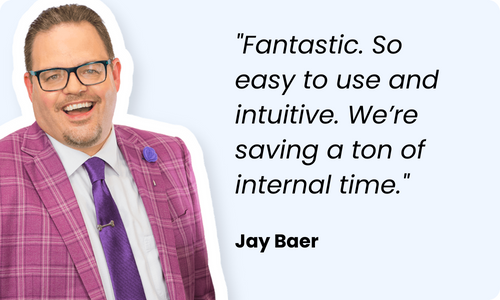 "Fantastic. So
easy to use and
intuitive. We’re
saving a ton of
internal time."
Jay Baer